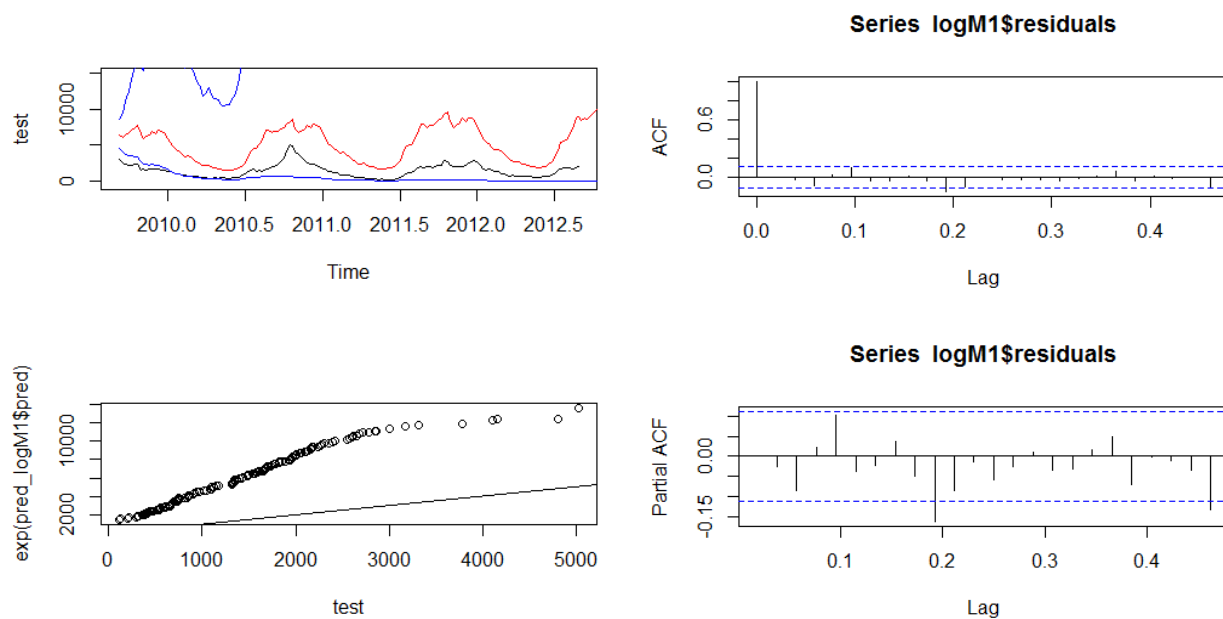 test
10000
0
2010.0 2010.5 2011.0 2011.5 2012.0 2012.5
Time
Series logM1$residuals
ACF
0.6
0.0
0.0 0.1 0.2 0.3 0.4
Lag
exp(pred_logM1$pred)
10000
2000
0 1000 2000 3000 4000 5000
test
Series logM1$residuals
Partial ACF
0.00
-0.15
0.1 0.2 0.3 0.4
Lag